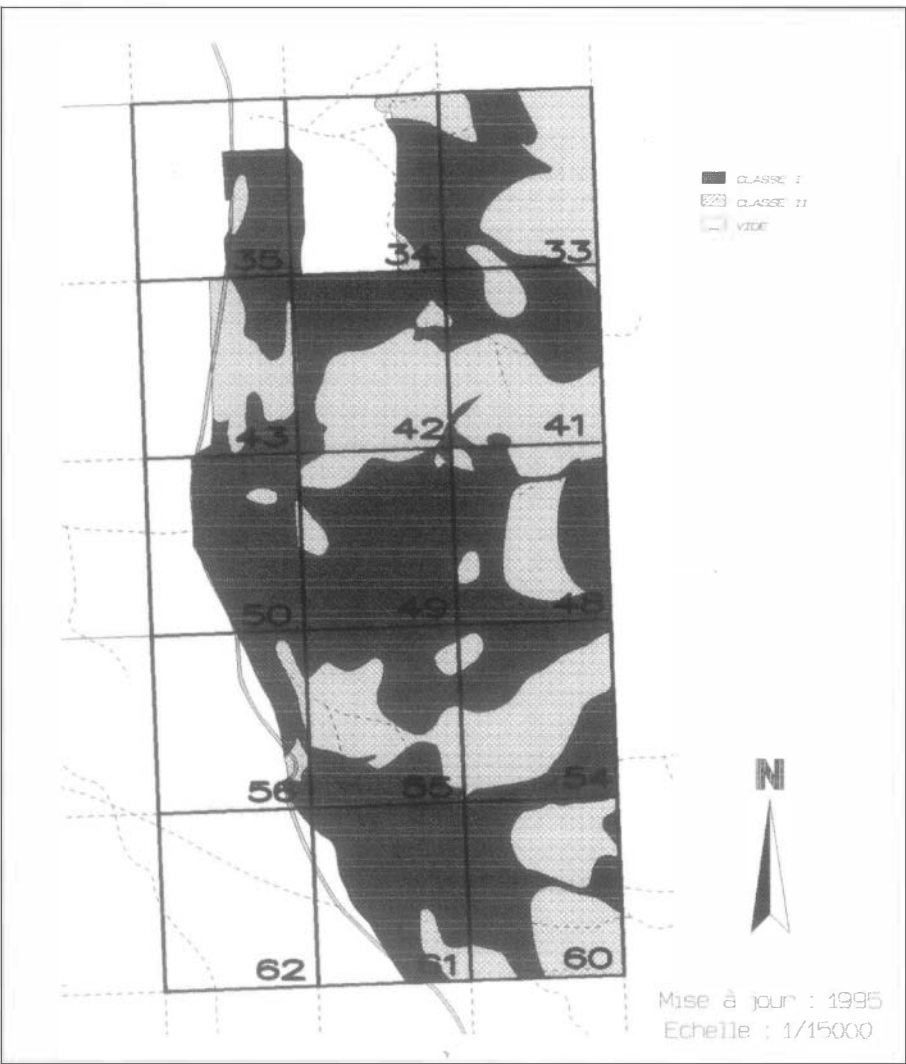 CLASSE I
CLASSE II
VIDE
35 34 33
43 42 41
50 49 48
56 55 54
62 61 60
N
Mise à jour : 1995
Echelle : 1/15000